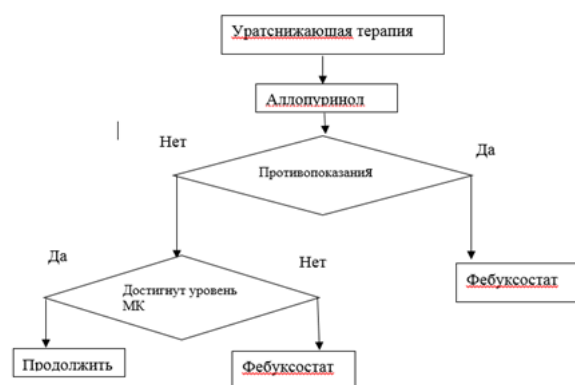 Уратснижающая терапия
Аллопуринол
Нет
Да
Противопоказания
Да
Нет
Фебуксостат
Достигнут уровень
МК
Продолжить
Фебуксостат